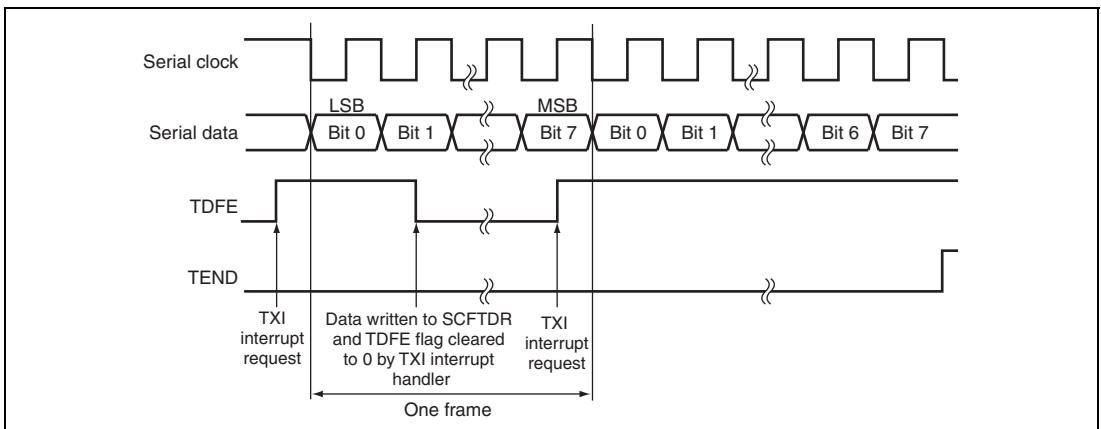 Serial clock
LSB
MSB
Serial data
Bit 0
Bit 1
Bit 7
Bit 0
Bit 1
Bit 6
Bit 7
TDFE
TEND
TXI
interrupt
request
Data written to SCFTDR
and TDFE flag cleared
to 0 by TXI interrupt
handler
TXI
interrupt
request
One frame